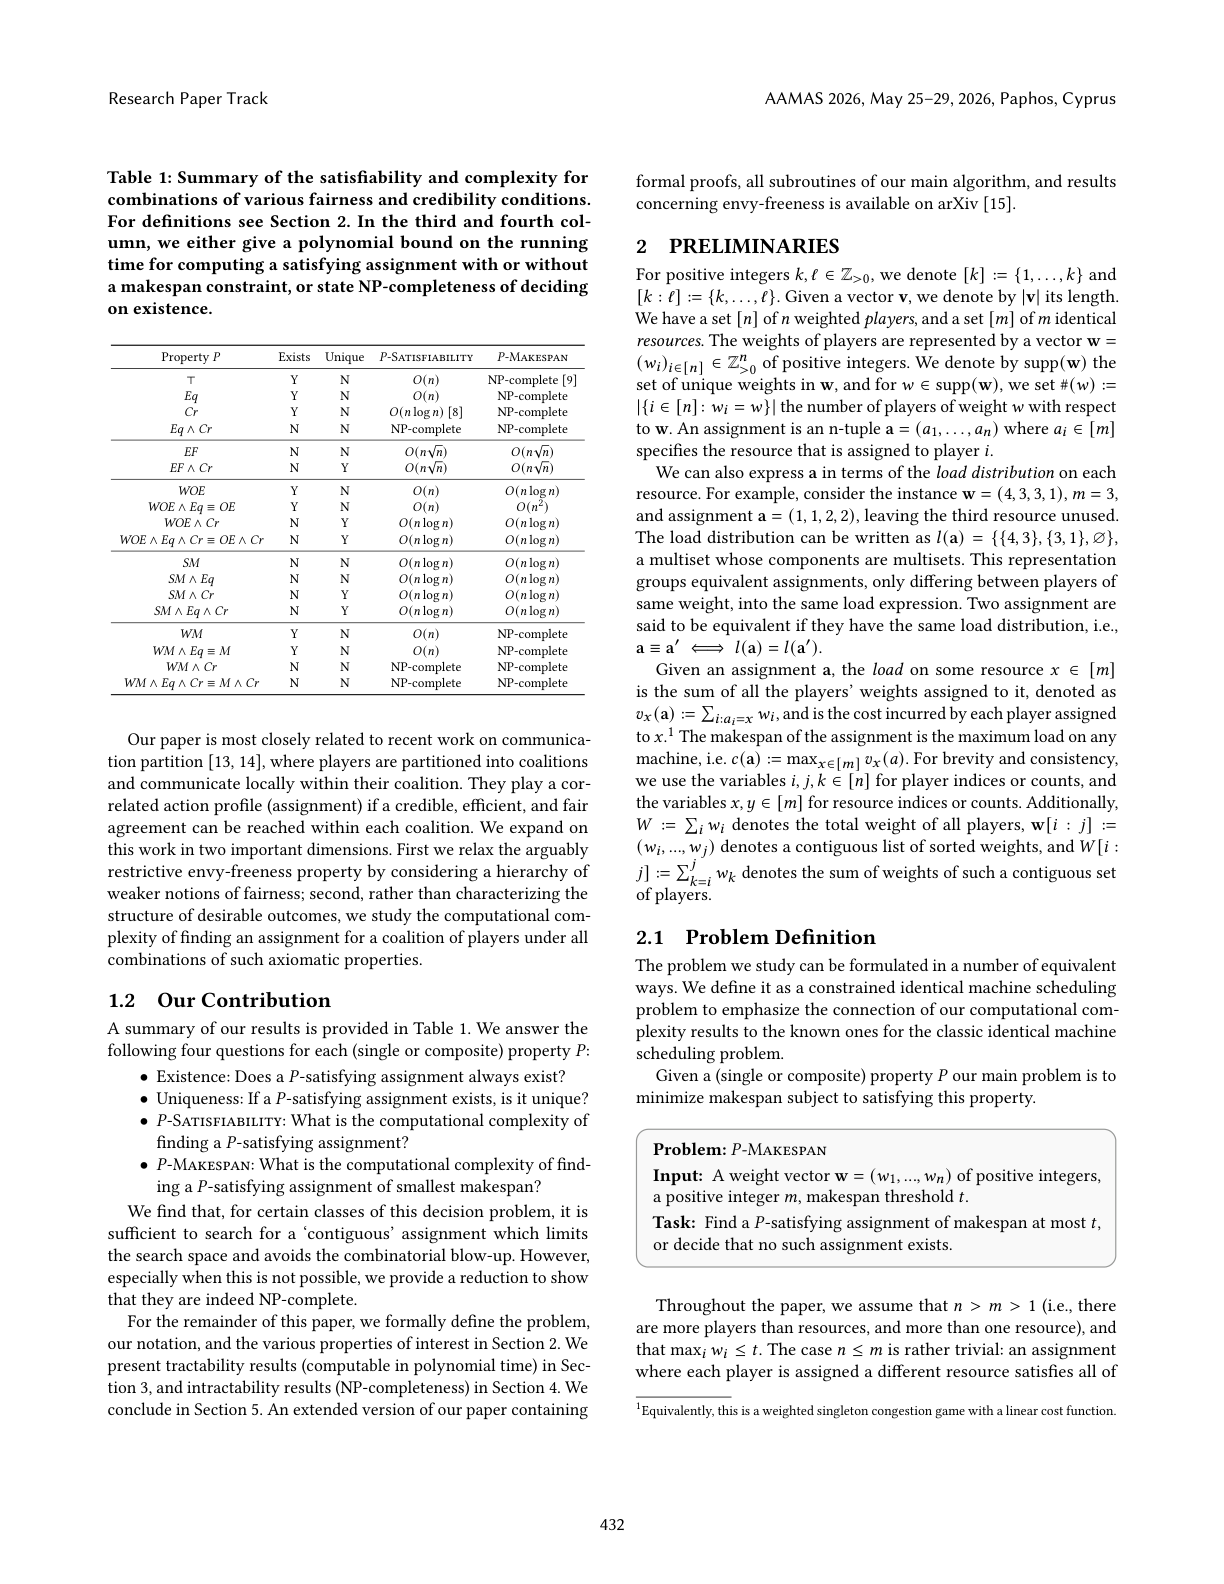 Research Paper Track
AAMAS 2026, May 25–29, 2026, Paphos, Cyprus
Table 1: Summary of the satisfiability and complexity for
combinations of various fairness and credibility conditions.
For definitions see Section 2. In the third and fourth col-
umn, we either give a polynomial bound on the running
time for computing a satisfying assignment with or without
a makespan constraint, or state NP-completeness of deciding
on existence.
Property P Exists Unique P-Satisfiability P-Makespan
⊤ Y N O(n) NP-complete [9]
Eq Y N O(n) NP-complete
Cr Y N O(n log n) [8] NP-complete
Eq ∧ Cr N N NP-complete NP-complete
EF N N O(n√n) O(n√n)
EF ∧ Cr N Y O(n√n) O(n√n)
WOE Y N O(n) O(n log n)
WOE ∧ Eq ≡ OE Y N O(n) O(n²)
WOE ∧ Cr N Y O(n log n) O(n log n)
WOE ∧ Eq ∧ Cr ≡ OE ∧ Cr N Y O(n log n) O(n log n)
SM N N O(n log n) O(n log n)
SM ∧ Eq N N O(n log n) O(n log n)
SM ∧ Cr N Y O(n log n) O(n log n)
SM ∧ Eq ∧ Cr N Y O(n log n) O(n log n)
WM Y N O(n) NP-complete
WM ∧ Eq ≡ M Y N O(n) NP-complete
WM ∧ Cr N N NP-complete NP-complete
WM ∧ Eq ∧ Cr ≡ M ∧ Cr N N NP-complete NP-complete
Our paper is most closely related to recent work on communica-
tion partition [13, 14], where players are partitioned into coalitions
and communicate locally within their coalition. They play a cor-
related action profile (assignment) if a credible, efficient, and fair
agreement can be reached within each coalition. We expand on
this work in two important dimensions. First we relax the arguably
restrictive envy-freeness property by considering a hierarchy of
weaker notions of fairness; second, rather than characterizing the
structure of desirable outcomes, we study the computational com-
plexity of finding an assignment for a coalition of players under all
combinations of such axiomatic properties.
1.2 Our Contribution
A summary of our results is provided in Table 1. We answer the
following four questions for each (single or composite) property P:
• Existence: Does a P-satisfying assignment always exist?
• Uniqueness: If a P-satisfying assignment exists, is it unique?
• P-Satisfiability: What is the computational complexity of
finding a P-satisfying assignment?
• P-Makespan: What is the computational complexity of find-
ing a P-satisfying assignment of smallest makespan?
We find that, for certain classes of this decision problem, it is
sufficient to search for a ‘contiguous’ assignment which limits
the search space and avoids the combinatorial blow-up. However,
especially when this is not possible, we provide a reduction to show
that they are indeed NP-complete.
For the remainder of this paper, we formally define the problem,
our notation, and the various properties of interest in Section 2. We
present tractability results (computable in polynomial time) in Sec-
tion 3, and intractability results (NP-completeness) in Section 4. We
conclude in Section 5. An extended version of our paper containing
formal proofs, all subroutines of our main algorithm, and results
concerning envy-freeness is available on arXiv [15].
2 PRELIMINARIES
For positive integers k, ℓ ∈ ℤ>0, we denote [k] := {1, . . . , k} and
[k : ℓ] := {k, . . . , ℓ}. Given a vector v, we denote by |v| its length.
We have a set [n] of n weighted players, and a set [m] of m identical
resources. The weights of players are represented by a vector w =
(wᵢ)ᵢ∈[n] ∈ ℤⁿ>0 of positive integers. We denote by supp(w) the
set of unique weights in w, and for w ∈ supp(w), we set #(w) :=
|{i ∈ [n] : wᵢ = w}| the number of players of weight w with respect
to w. An assignment is an n-tuple a = (a₁, . . . , aₙ) where aᵢ ∈ [m]
specifies the resource that is assigned to player i.
We can also express a in terms of the load distribution on each
resource. For example, consider the instance w = (4, 3, 3, 1), m = 3,
and assignment a = (1, 1, 2, 2), leaving the third resource unused.
The load distribution can be written as l(a) = {{4, 3}, {3, 1}, ∅},
a multiset whose components are multisets. This representation
groups equivalent assignments, only differing between players of
same weight, into the same load expression. Two assignment are
said to be equivalent if they have the same load distribution, i.e.,
a ≡ a′ ⟺ l(a) = l(a′).
Given an assignment a, the load on some resource x ∈ [m]
is the sum of all the players’ weights assigned to it, denoted as
vₓ(a) := ∑i:aᵢ=x wᵢ, and is the cost incurred by each player assigned
to x.¹ The makespan of the assignment is the maximum load on any
machine, i.e. c(a) := maxx∈[m] vₓ(a). For brevity and consistency,
we use the variables i, j, k ∈ [n] for player indices or counts, and
the variables x, y ∈ [m] for resource indices or counts. Additionally,
W := ∑ᵢ wᵢ denotes the total weight of all players, w[i : j] :=
(wᵢ, ..., wⱼ) denotes a contiguous list of sorted weights, and W[i :
j] := ∑ʲₖ₌ᵢ wₖ denotes the sum of weights of such a contiguous set
of players.
2.1 Problem Definition
The problem we study can be formulated in a number of equivalent
ways. We define it as a constrained identical machine scheduling
problem to emphasize the connection of our computational com-
plexity results to the known ones for the classic identical machine
scheduling problem.
Given a (single or composite) property P our main problem is to
minimize makespan subject to satisfying this property.
Problem: P-Makespan
Input: A weight vector w = (w₁, ..., wₙ) of positive integers,
a positive integer m, makespan threshold t.
Task: Find a P-satisfying assignment of makespan at most t,
or decide that no such assignment exists.
Throughout the paper, we assume that n > m > 1 (i.e., there
are more players than resources, and more than one resource), and
that maxᵢ wᵢ ≤ t. The case n ≤ m is rather trivial: an assignment
where each player is assigned a different resource satisfies all of
¹Equivalently, this is a weighted singleton congestion game with a linear cost function.
432